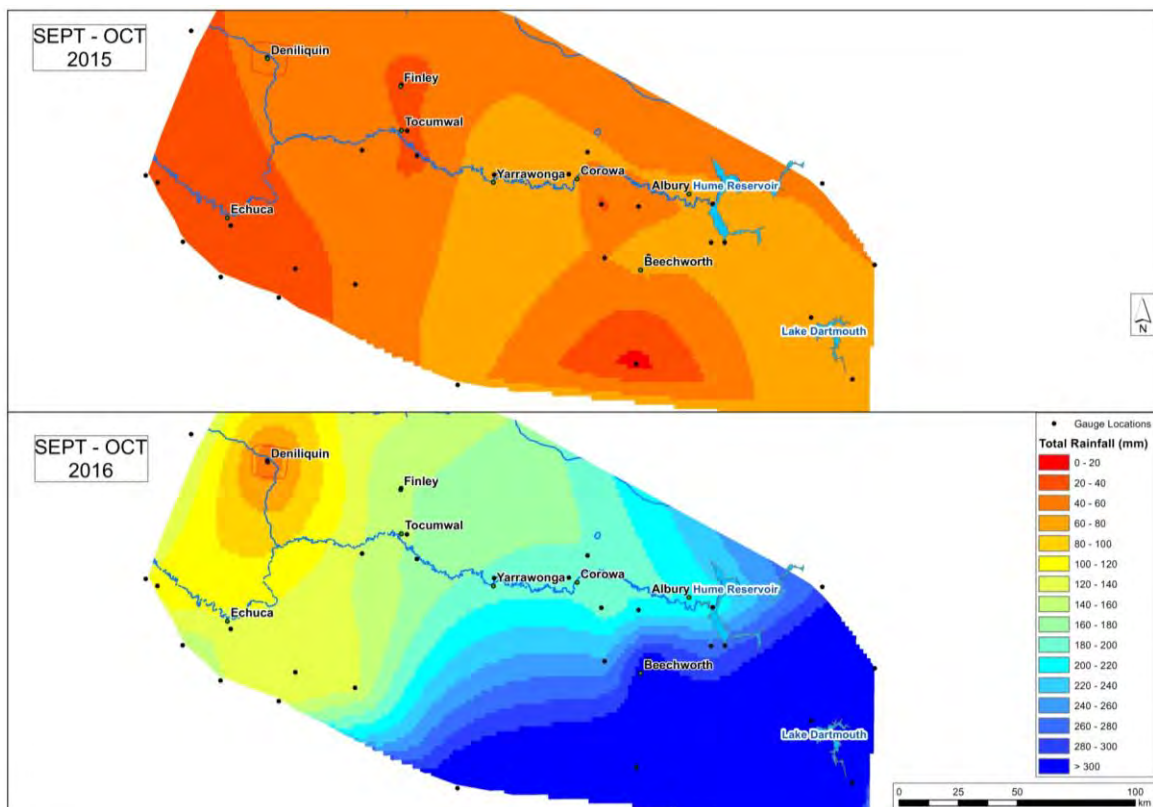 SEPT - OCT
2015
Deniliquin
Finley
Tocumwal
Yarrawonga
Corowa
Albury
Hume Reservoir
Echuca
Beechworth
Lake Dartmouth
N
SEPT - OCT
2016
Deniliquin
Finley
Tocumwal
Yarrawonga
Corowa
Albury
Hume Reservoir
Echuca
Beechworth
Lake Dartmouth
Gauge Locations
Total Rainfall (mm)
0 - 20
20 - 40
40 - 60
60 - 80
80 - 100
100 - 120
120 - 140
140 - 160
160 - 180
180 - 200
200 - 220
220 - 240
240 - 260
260 - 280
280 - 300
> 300
0 25 50 100
km